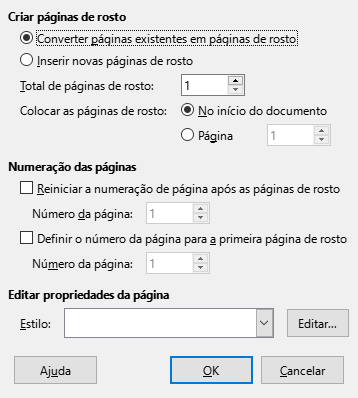 Criar páginas de rosto
Converter páginas existentes em páginas de rosto
Inserir novas páginas de rosto
Total de páginas de rosto: 1
Colocar as páginas de rosto: No início do documento
Página 1
Numeração das páginas
Reiniciar a numeração de página após as páginas de rosto
Número da página: 1
Definir o número da página para a primeira página de rosto
Número da página: 1
Editar propriedades da página
Estilo: Editar...
Ajuda OK Cancelar